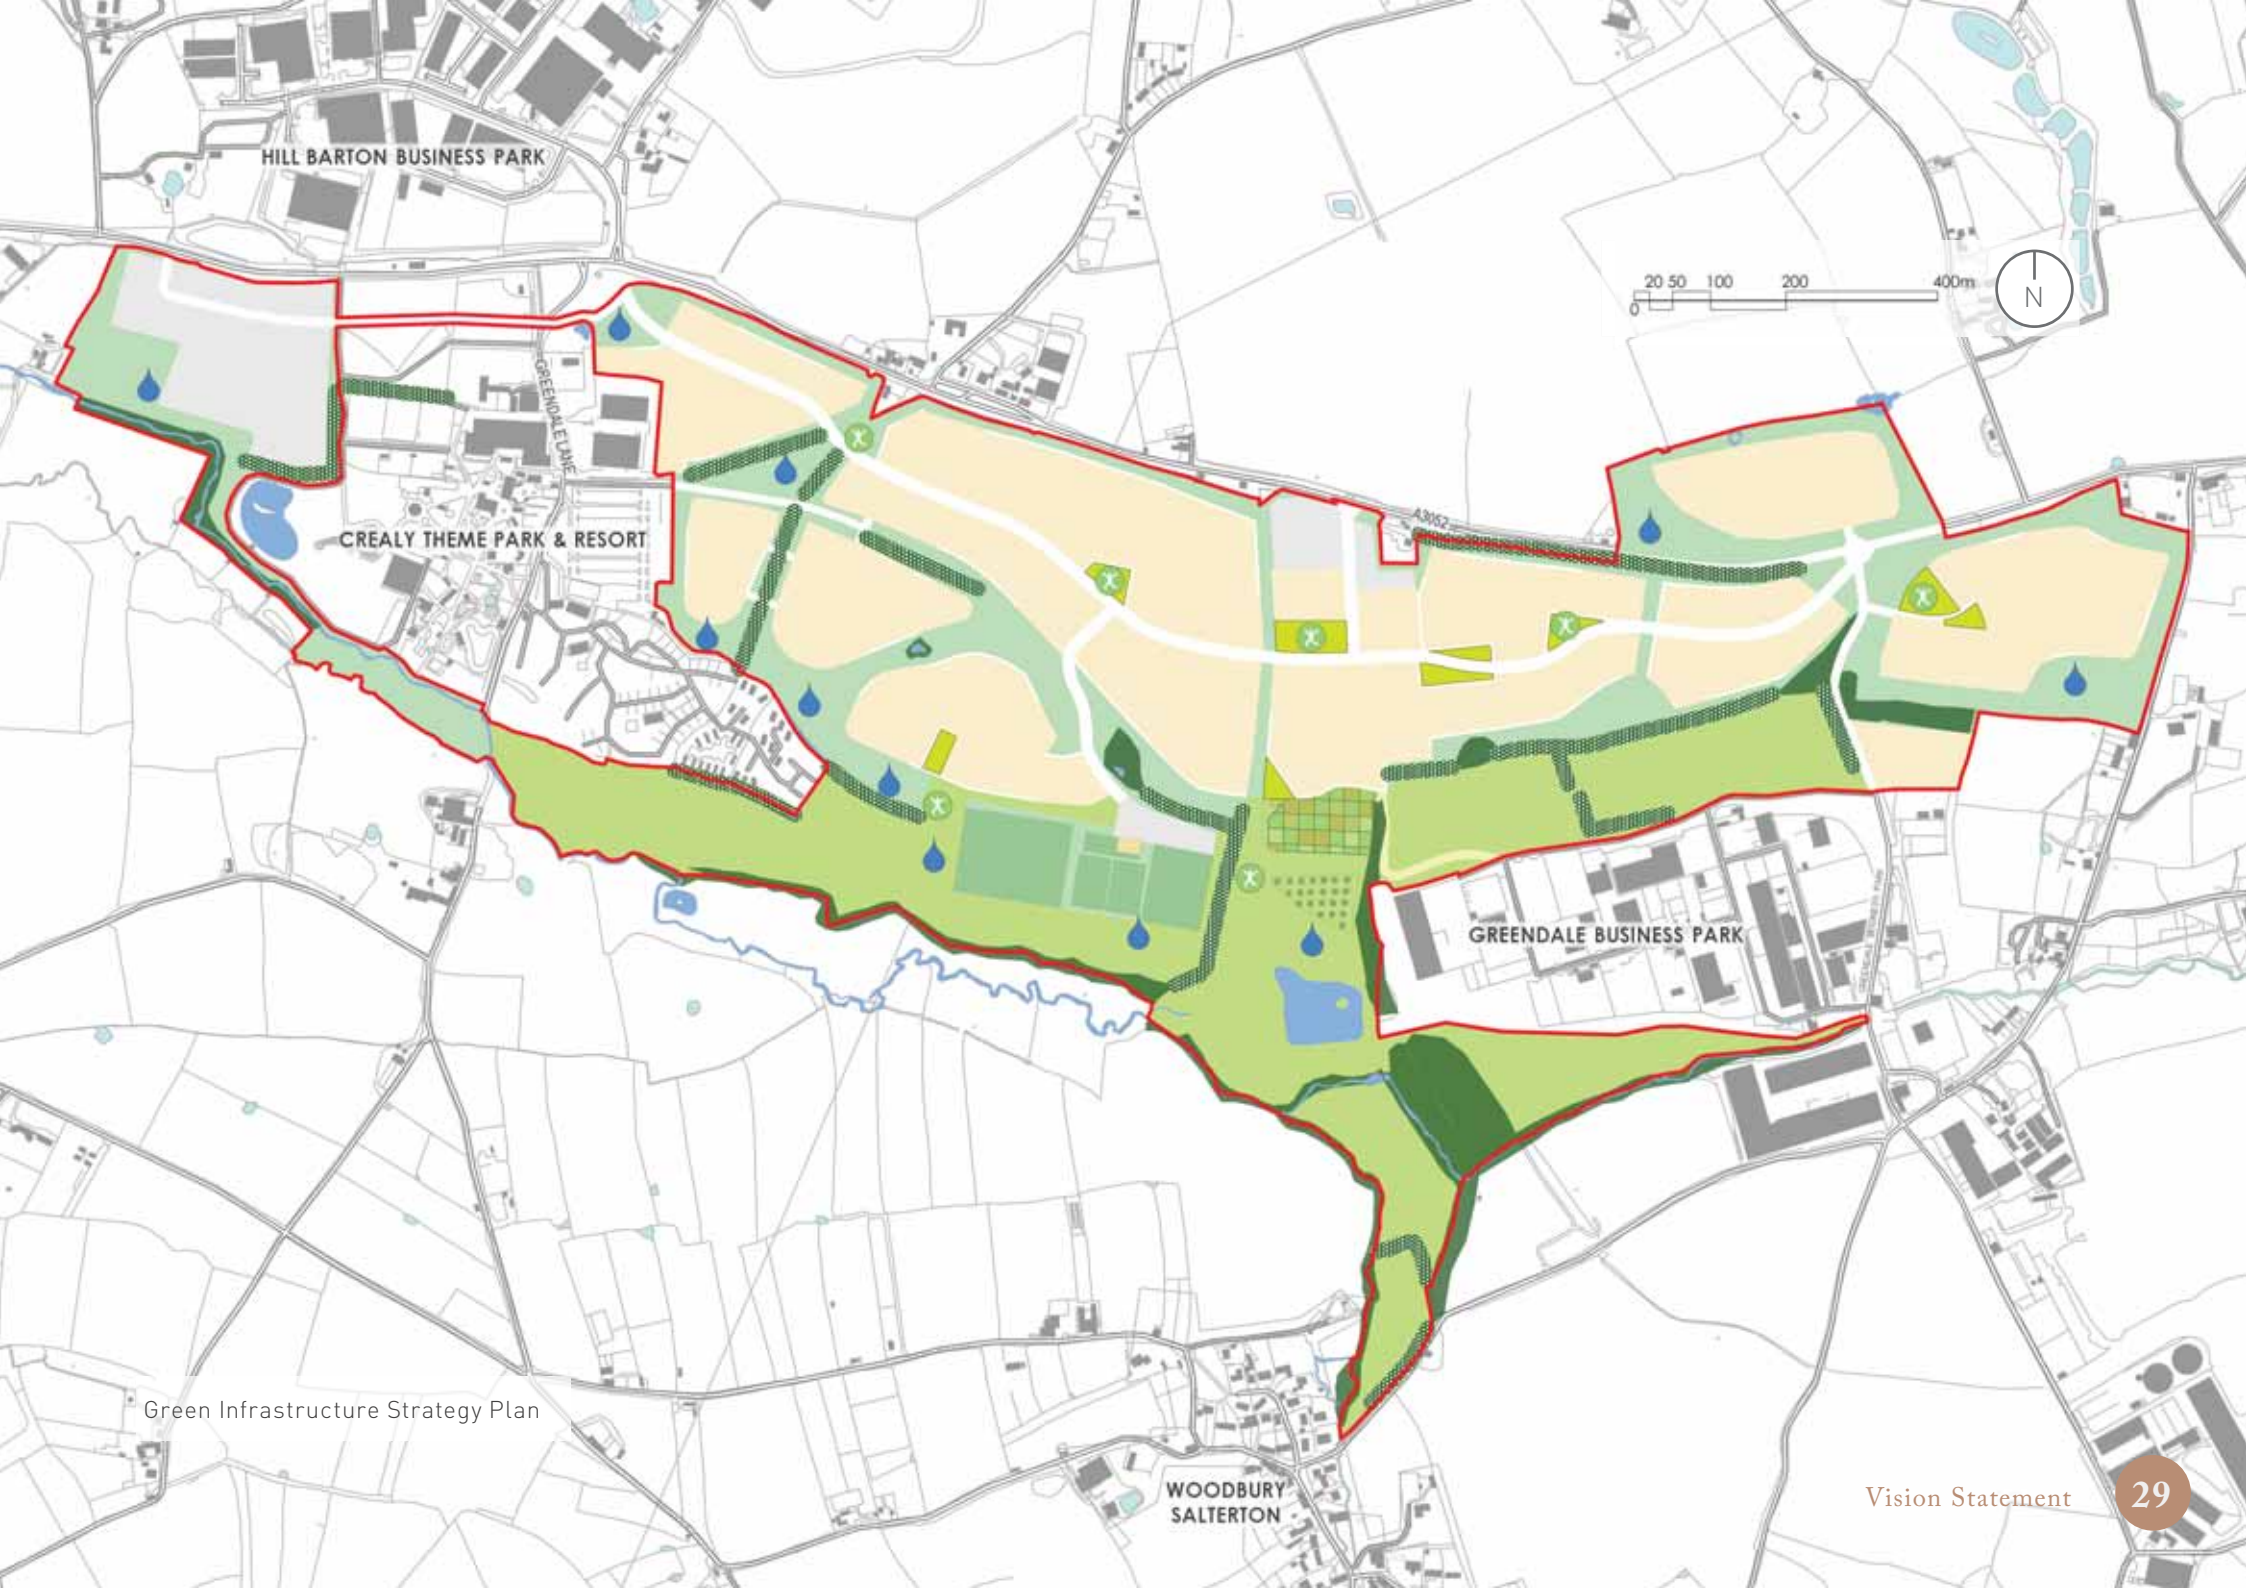 HILL BARTON BUSINESS PARK
20 50 100 200 400m
0
N
GREENDALE LANE
A3052
CREALY THEME PARK & RESORT
GREENDALE BUSINESS PARK
Green Infrastructure Strategy Plan
WOODBURY
SALTERTON
Vision Statement
29